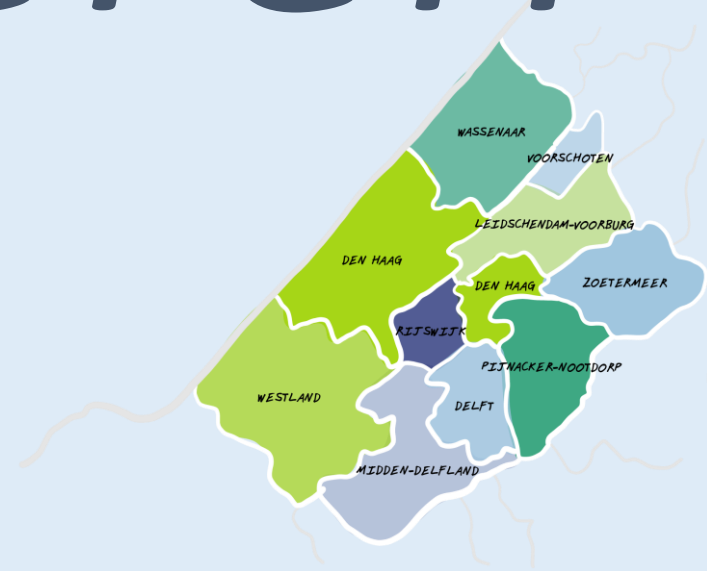 WASSENAAR
VOORSCHOTEN
LEIDSCHENDAM-VOORBURG
DEN HAAG
DEN HAAG
ZOETERMEER
RIJSWIJK
PIJNACKER-NOOTDORP
WESTLAND
DELFT
MIDDEN-DELFLAND